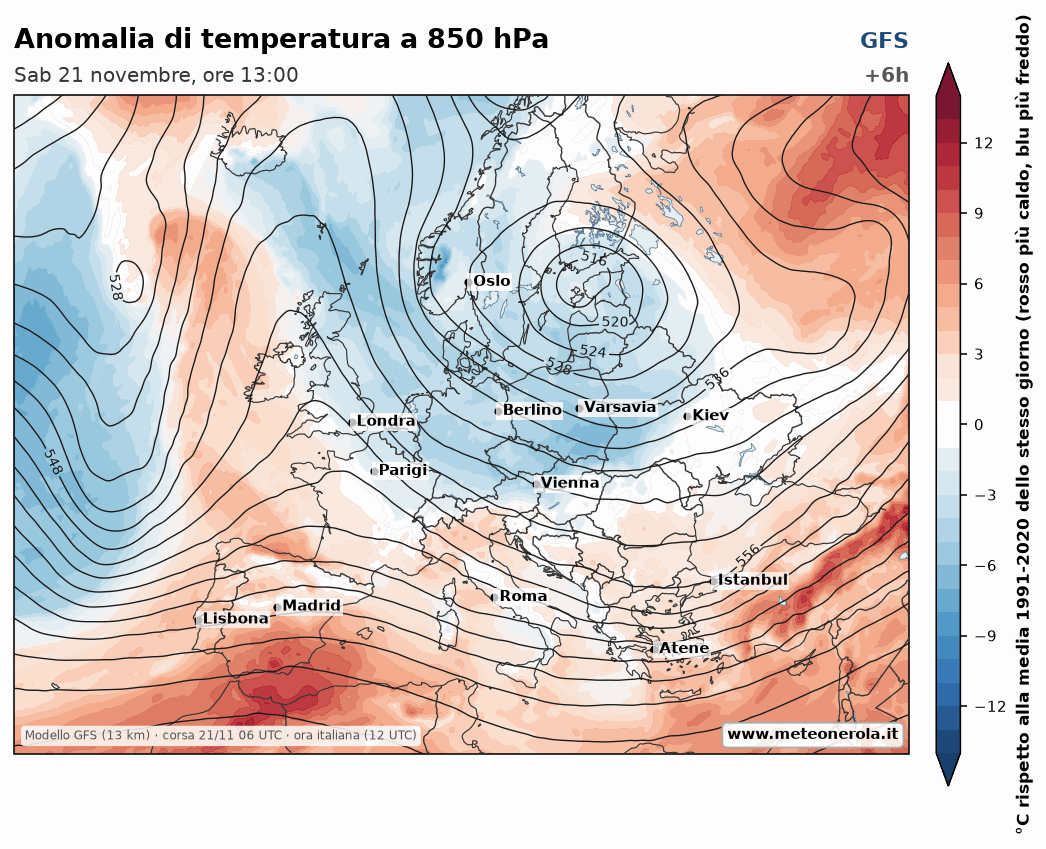 Anomalia di temperatura a 850 hPa
GFS
Sab 21 novembre, ore 13:00
+6h
528
516
Oslo
520
524
528
536
Berlino
Varsavia
Kiev
Londra
548
Parigi
Vienna
556
Istanbul
Roma
Madrid
Lisbona
Atene
Modello GFS (13 km) · corsa 21/11 06 UTC · ora italiana (12 UTC)
www.meteonerola.it
12
9
6
3
0
−3
−6
−9
−12
°C rispetto alla media 1991-2020 dello stesso giorno (rosso più caldo, blu più freddo)